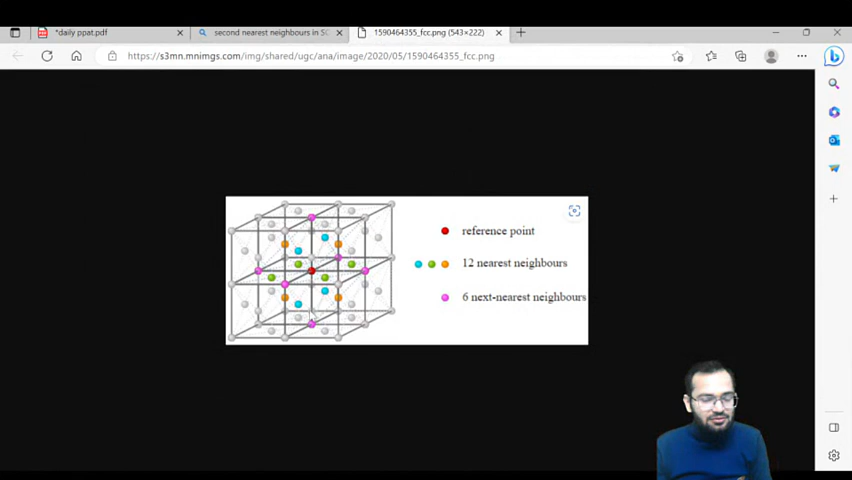 *daily ppat.pdf
second nearest neighbours in SC
1590464355_fcc.png (543×222)
https://s3mn.mnimgs.com/img/shared/ugc/ana/image/2020/05/1590464355_fcc.png
reference point
12 nearest neighbours
6 next-nearest neighbours